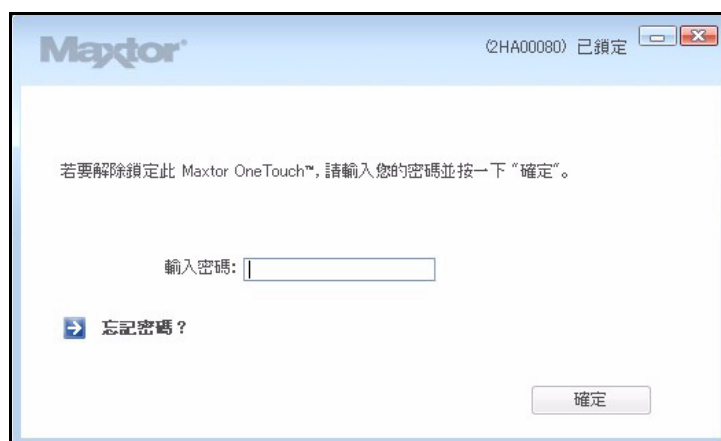 Maxtor®
(2HA00080) 已鎖定
若要解除鎖定此 Maxtor OneTouch™, 請輸入您的密碼並按一下 “確定”。
輸入密碼:
忘記密碼？
確定